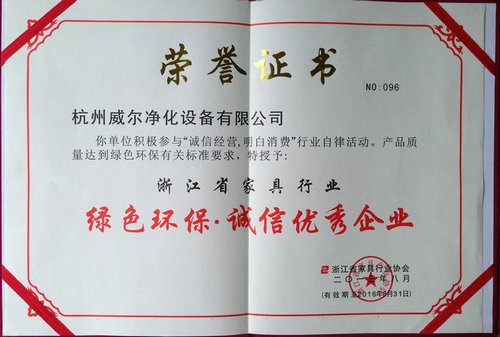 荣誉证书
NO:096
杭州威尔净化设备有限公司
你单位积极参与“诚信经营,明白消费”行业自律活动。产品质
量达到绿色环保有关标准要求，特授予:
浙江省家具行业
绿色环保·诚信优秀企业
浙江省家具行业协会
二〇一 年八月
(有效期至2016年8月31日)